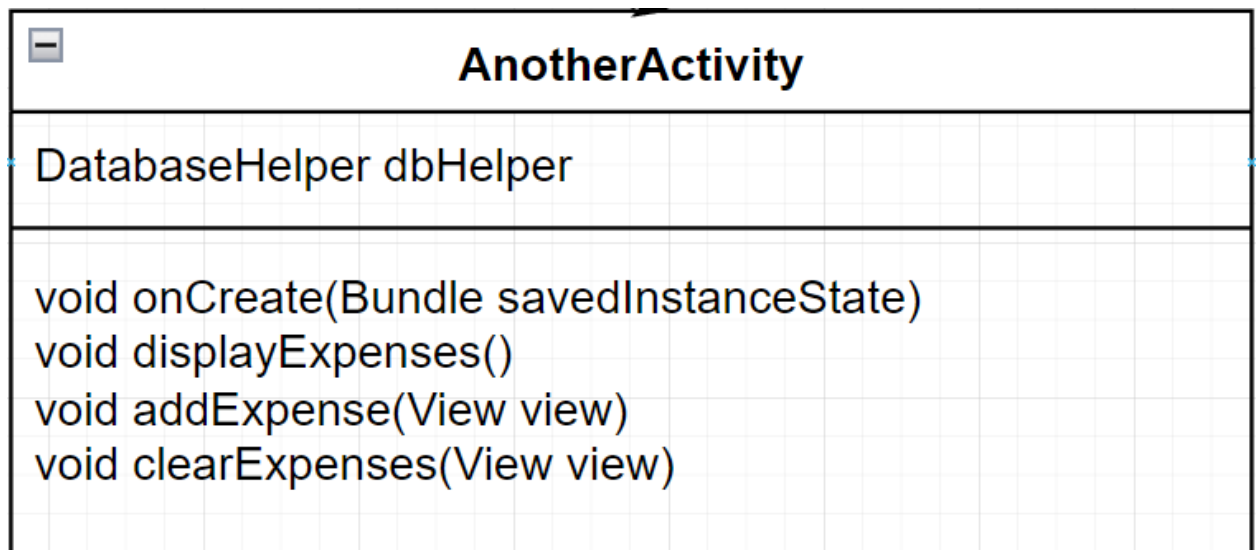 AnotherActivity
DatabaseHelper dbHelper
void onCreate(Bundle savedInstanceState)
void displayExpenses()
void addExpense(View view)
void clearExpenses(View view)